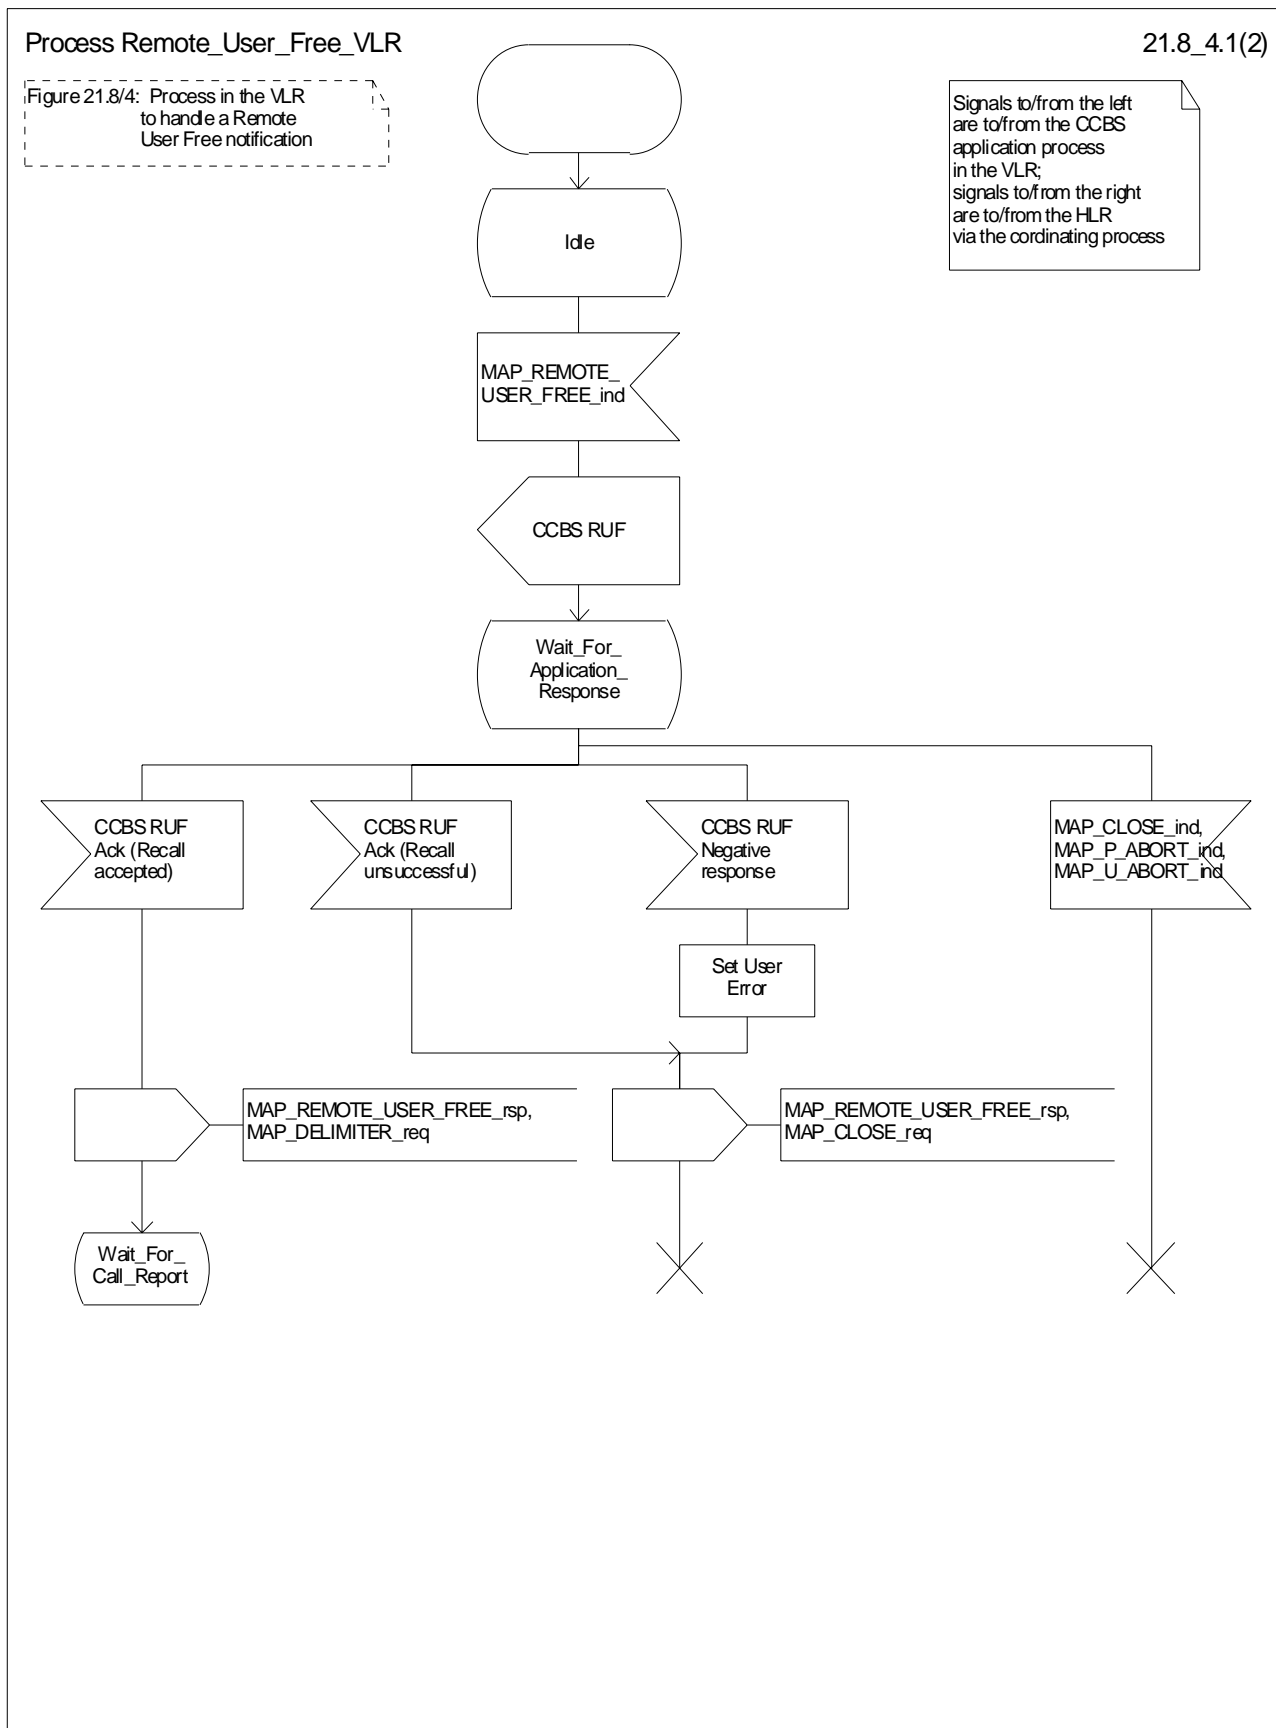 Process Remote_User_Free_VLR
21.8_4.1(2)
Figure 21.8/4: Process in the VLR
to handle a Remote
User Free notification
Signals to/from the left
are to/from the CCBS
application process
in the VLR;
signals to/from the right
are to/from the HLR
via the cordinating process
Idle
MAP_REMOTE_
USER_FREE_ind
CCBS RUF
Wait_For_
Application_
Response
CCBS RUF
Ack (Recall
accepted)
CCBS RUF
Ack (Recall
unsuccessful)
CCBS RUF
Negative
response
MAP_CLOSE_ind,
MAP_P_ABORT_ind,
MAP_U_ABORT_ind
Set User
Error
MAP_REMOTE_USER_FREE_rsp,
MAP_DELIMITER_req
MAP_REMOTE_USER_FREE_rsp,
MAP_CLOSE_req
Wait_For_
Call_Report